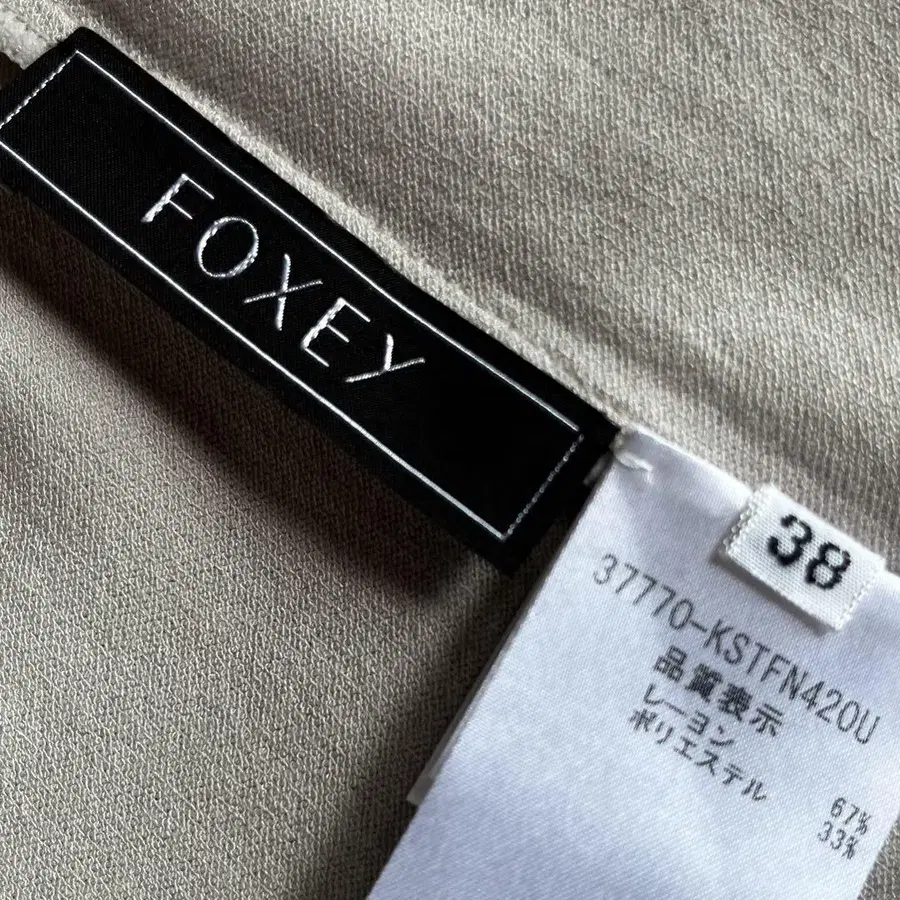 FOXEY
38
37770-KSTFN420U
品質表示
レーヨン 67%
ポリエステル 33%